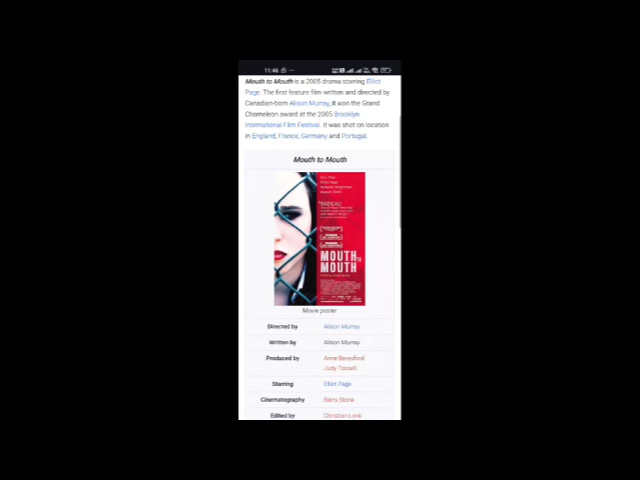 11:46
Mouth to Mouth is a 2005 drama starring Elliot
Page. The first feature film written and directed by
Canadian-born Alison Murray, it won the Grand
Chameleon award at the 2005 Brooklyn
International Film Festival. It was shot on location
in England, France, Germany and Portugal.
Mouth to Mouth
"RADICAL!
MOUTH TO
MOUTH
Movie poster
Directed by Alison Murray
Written by Alison Murray
Produced by Anne Beresford
Judy Tossell
Starring Elliot Page
Cinematography Barry Stone
Edited by Christian Lonk